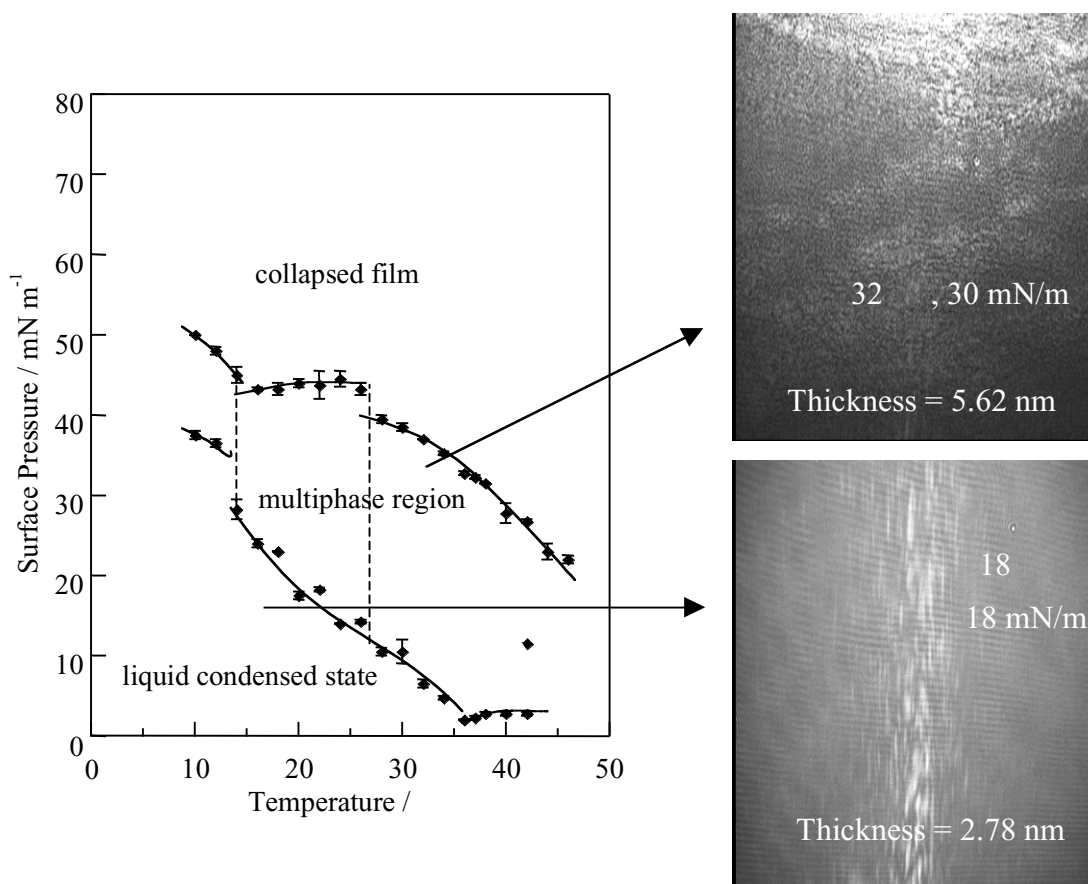 80
70
60
50
40
30
20
10
0
Surface Pressure / mN m⁻¹
collapsed film
multiphase region
liquid condensed state
0 10 20 30 40 50
Temperature /
32 , 30 mN/m
Thickness = 5.62 nm
18
18 mN/m
Thickness = 2.78 nm